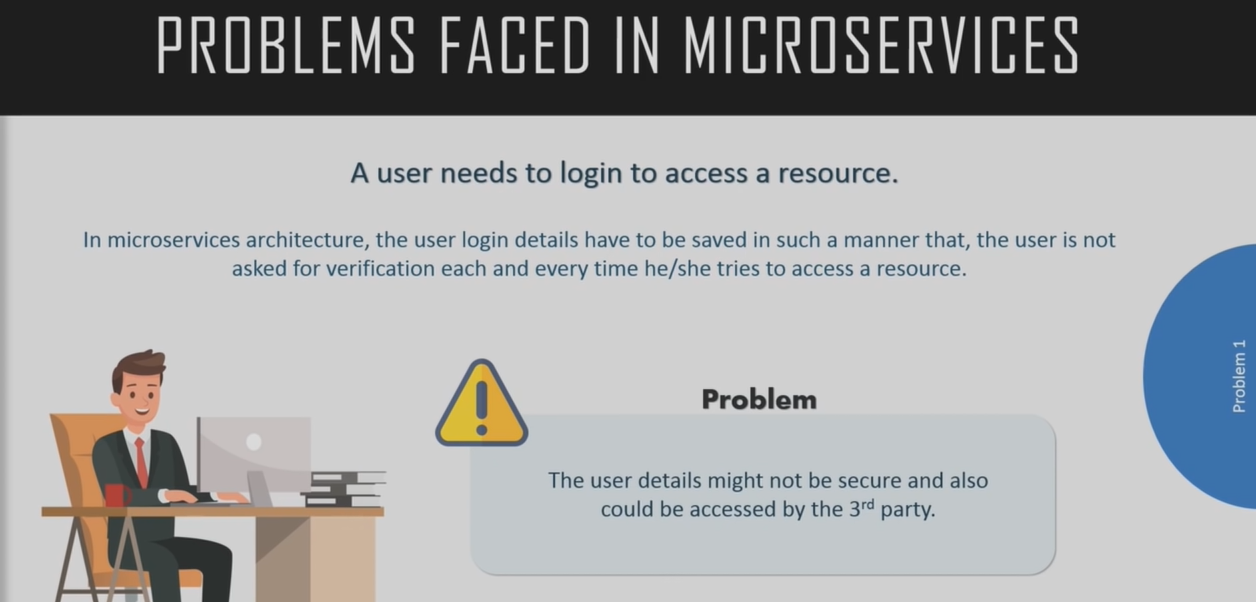 PROBLEMS FACED IN MICROSERVICES
A user needs to login to access a resource.
In microservices architecture, the user login details have to be saved in such a manner that, the user is not
asked for verification each and every time he/she tries to access a resource.
Problem 1
Problem
The user details might not be secure and also
could be accessed by the 3rd party.